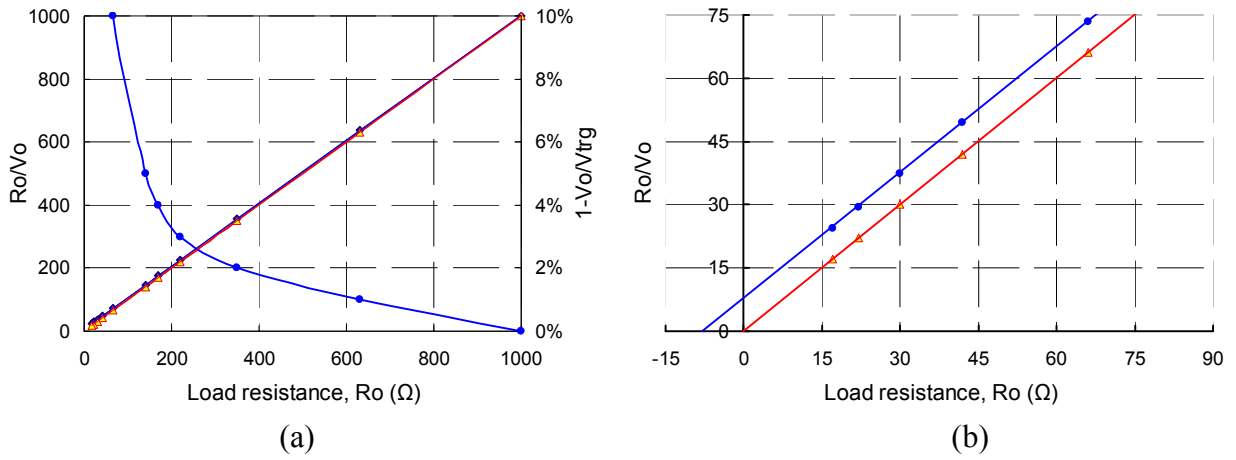 1000
800
600
400
200
0
Ro/Vo
10%
8%
6%
4%
2%
0%
1-Vo/Vtrg
0 200 400 600 800 1000
Load resistance, Ro (Ω)
(a)
75
60
45
30
15
0
Ro/Vo
-15 0 15 30 45 60 75 90
Load resistance, Ro (Ω)
(b)